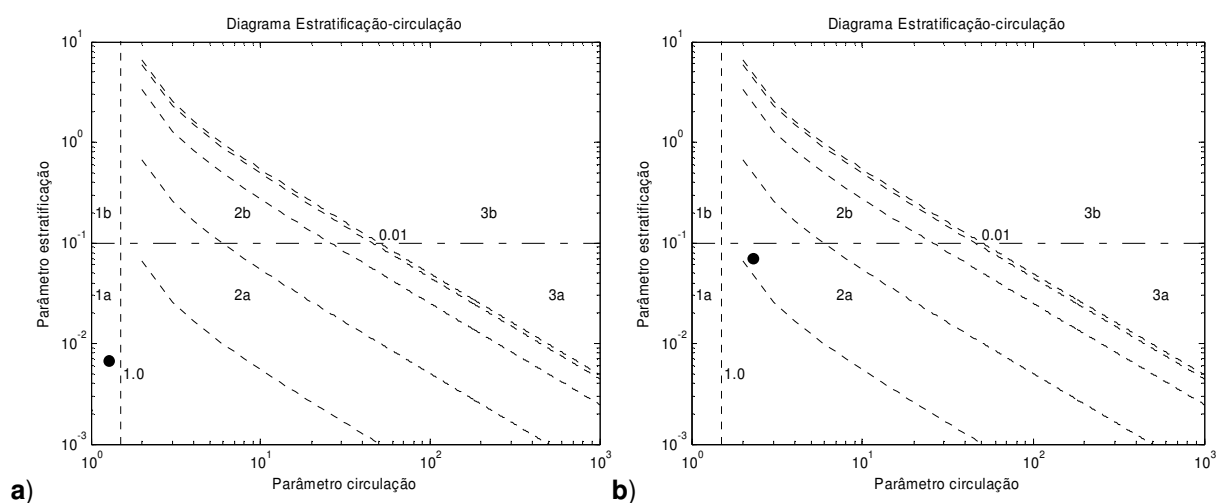 Diagrama Estratificação-circulação
10^1
10^0
10^-1
10^-2
10^-3
Parâmetro estratificação
1b
2b
3b
0.01
1a
2a
3a
1.0
10^0
10^1
10^2
10^3
Parâmetro circulação
a)
Diagrama Estratificação-circulação
10^1
10^0
10^-1
10^-2
10^-3
Parâmetro estratificação
1b
2b
3b
0.01
1a
2a
3a
1.0
10^0
10^1
10^2
10^3
Parâmetro circulação
b)